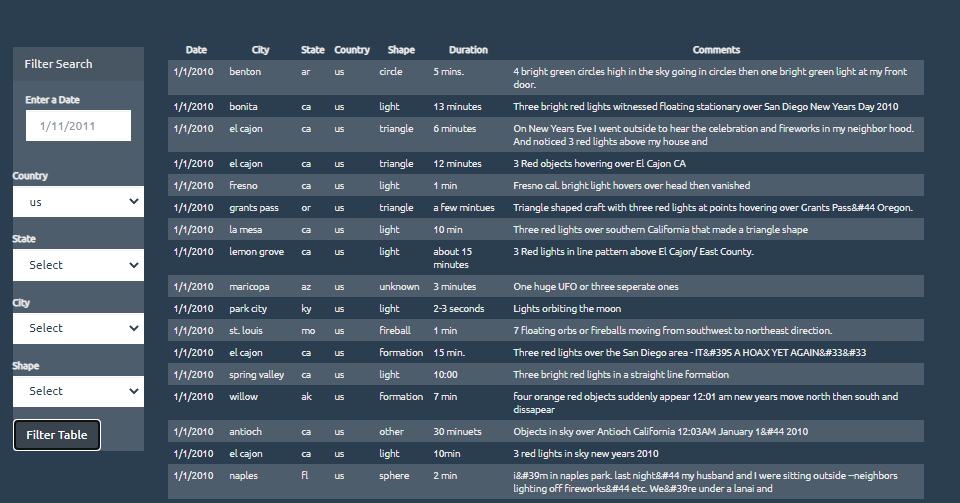 Filter Search
Enter a Date
1/11/2011
Country
us
State
Select
City
Select
Shape
Select
Filter Table
Date City State Country Shape Duration Comments
1/1/2010 benton ar us circle 5 mins. 4 bright green circles high in the sky going in circles then one bright green light at my front
door.
1/1/2010 bonita ca us light 13 minutes Three bright red lights witnessed floating stationary over San Diego New Years Day 2010
1/1/2010 el cajon ca us triangle 6 minutes On New Years Eve I went outside to hear the celebration and fireworks in my neighbor hood.
And noticed 3 red lights above my house and
1/1/2010 el cajon ca us triangle 12 minutes 3 Red objects hovering over El Cajon CA
1/1/2010 fresno ca us light 1 min Fresno cal. bright light hovers over head then vanished
1/1/2010 grants pass or us triangle a few mintues Triangle shaped craft with three red lights at points hovering over Grants Pass&#44 Oregon.
1/1/2010 la mesa ca us light 10 min Three red lights over southern California that made a triangle shape
1/1/2010 lemon grove ca us light about 15 3 Red lights in line pattern above El Cajon/ East County.
minutes
1/1/2010 maricopa az us unknown 3 minutes One huge UFO or three seperate ones
1/1/2010 park city ky us light 2-3 seconds Lights orbiting the moon
1/1/2010 st. louis mo us fireball 1 min 7 floating orbs or fireballs moving from southwest to northeast direction.
1/1/2010 el cajon ca us formation 15 min. Three red lights over the San Diego area - IT&#39S A HOAX YET AGAIN&#33&#33
1/1/2010 spring valley ca us light 10:00 Three bright red lights in a straight line formation
1/1/2010 willow ak us formation 7 min four orange red objects suddenly appear 12:01 am new years move north then south and
dissapear
1/1/2010 antioch ca us other 30 minuets Objects in sky over Antioch California 12:03AM January 1&#44 2010
1/1/2010 el cajon ca us light 10min 3 red lights in sky new years 2010
1/1/2010 naples fl us sphere 2 min i&#39m in naples park. last night&#44 my husband and I were sitting outside --neighbors
lighting off fireworks&#44 etc. We&#39re under a lanai and